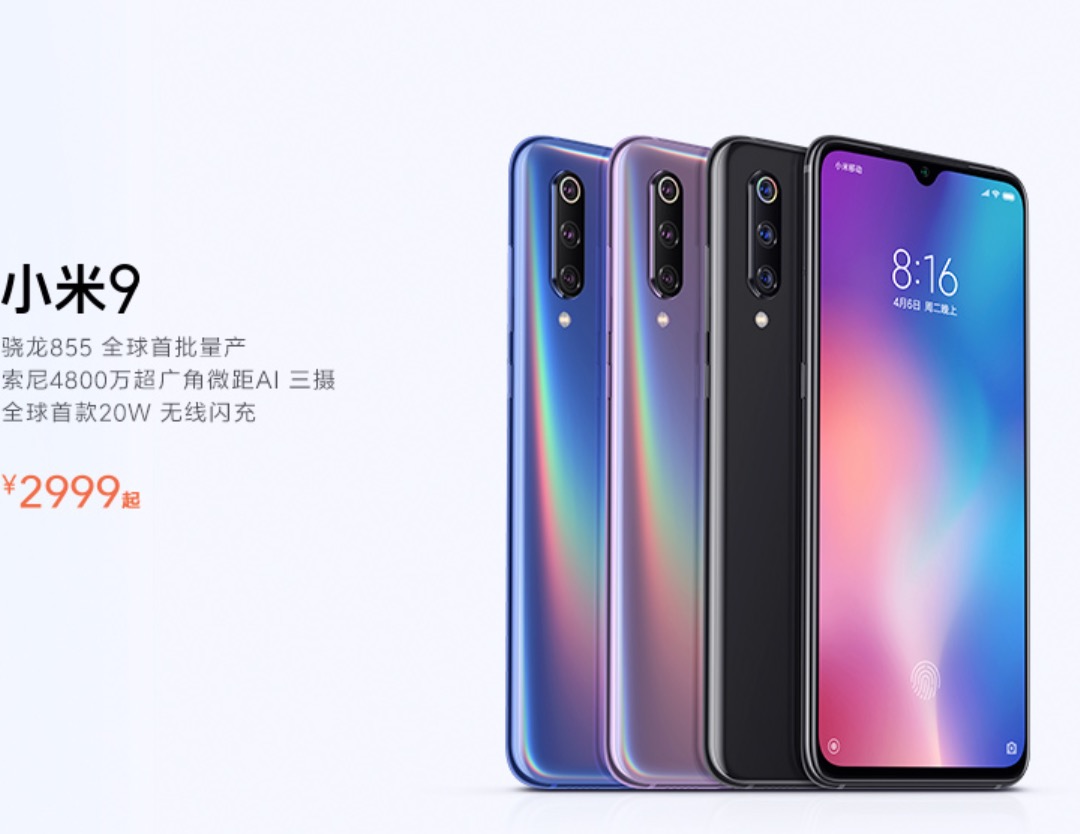 小米9
骁龙855 全球首批量产
索尼4800万超广角微距AI 三摄
全球首款20W 无线闪充
¥2999起
小米移动
8:16
4月6日 周二晚上